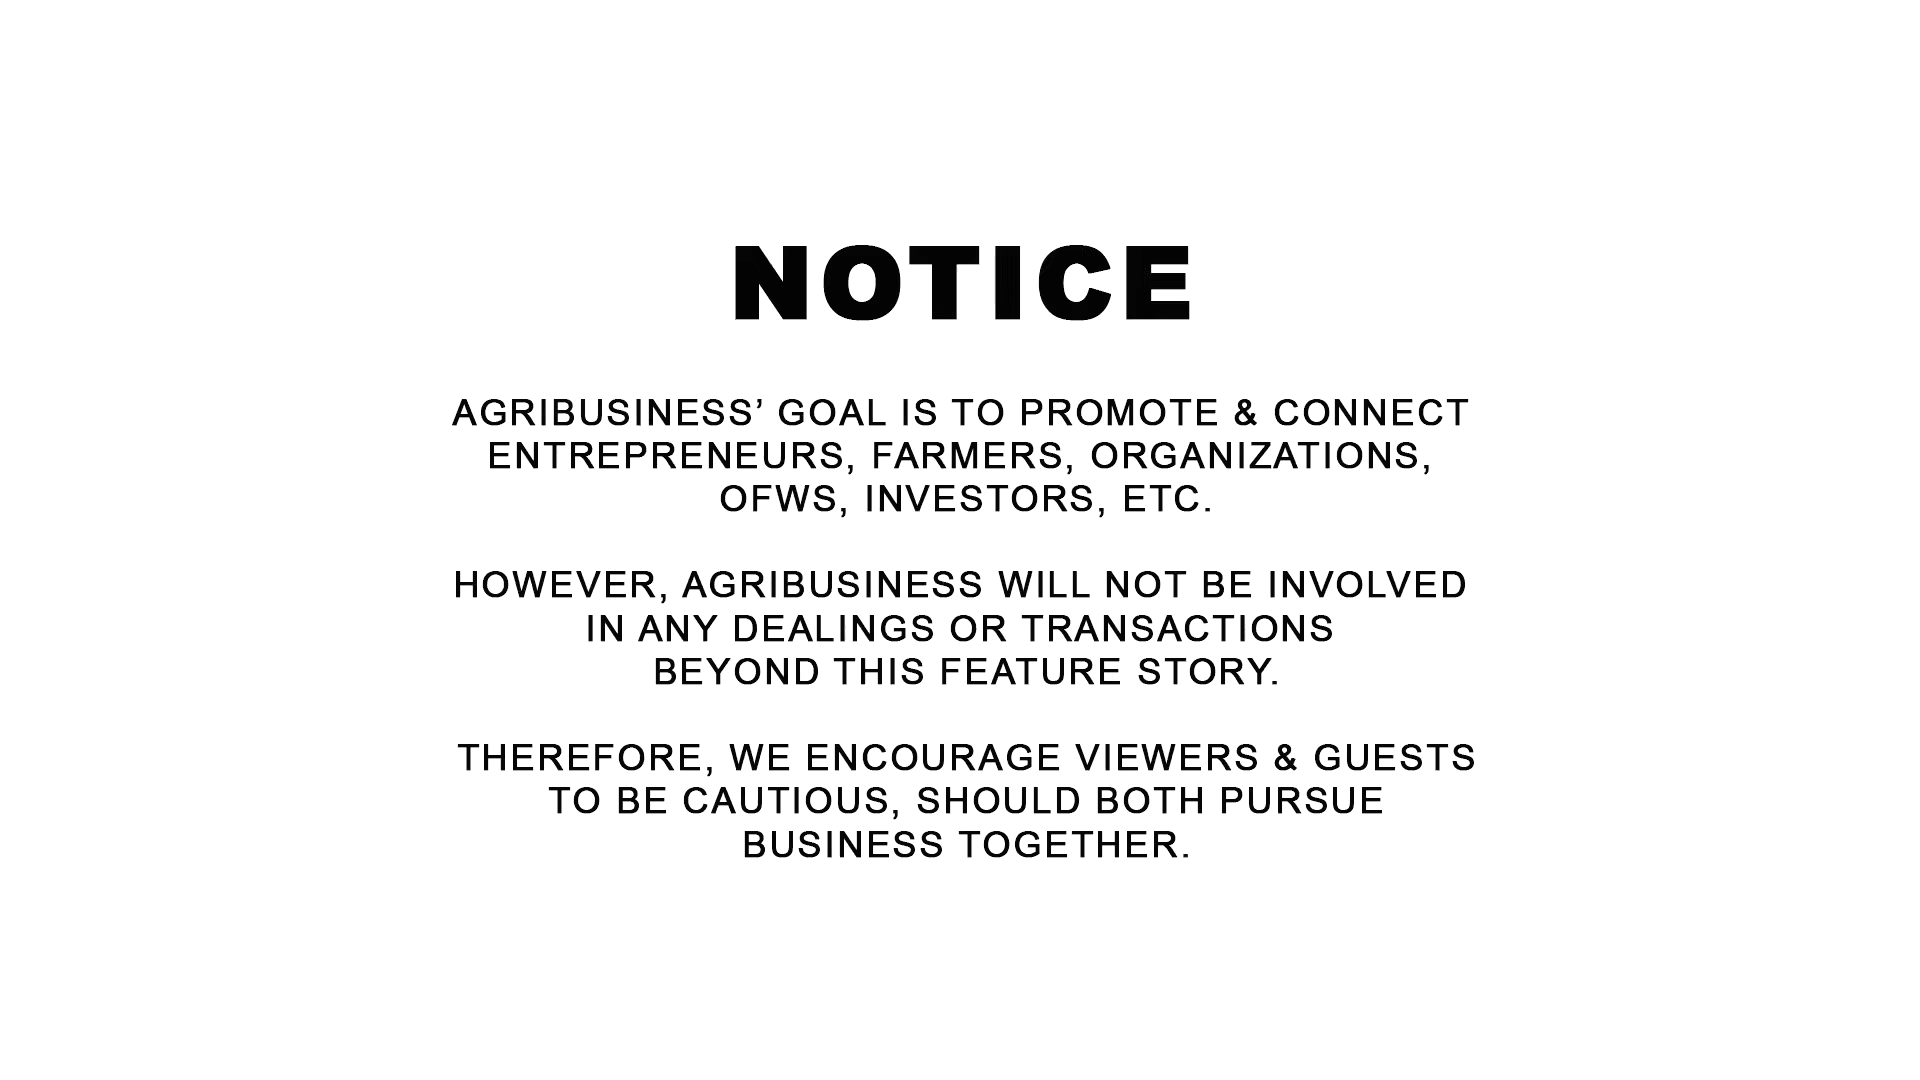 NOTICE
AGRIBUSINESS’ GOAL IS TO PROMOTE & CONNECT
ENTREPRENEURS, FARMERS, ORGANIZATIONS,
OFWS, INVESTORS, ETC.
HOWEVER, AGRIBUSINESS WILL NOT BE INVOLVED
IN ANY DEALINGS OR TRANSACTIONS
BEYOND THIS FEATURE STORY.
THEREFORE, WE ENCOURAGE VIEWERS & GUESTS
TO BE CAUTIOUS, SHOULD BOTH PURSUE
BUSINESS TOGETHER.